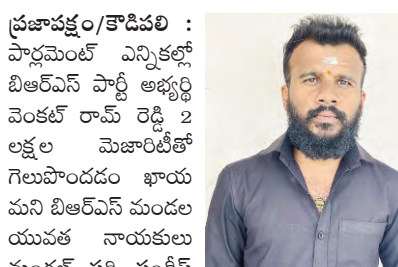 ప్రజాపక్షం/కౌడిపలి :
పార్లమెంట్ ఎన్నికల్లో
బిఆర్ఎస్ పార్టీ అభ్యర్థి
వెంకట్ రామ్ రెడ్డి 2
లక్షల మెజారిటీతో
గెలుపొందడం ఖాయ
మని బిఆర్ఎస్ మండల
యువత నాయకులు